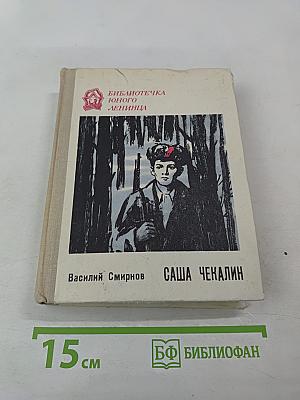 БИБЛИОТЕЧКА
ЮНОГО
ЛЕНИНЦА
Василий Смирнов САША ЧЕКАЛИН
15 см БФ БИБЛИОФАН